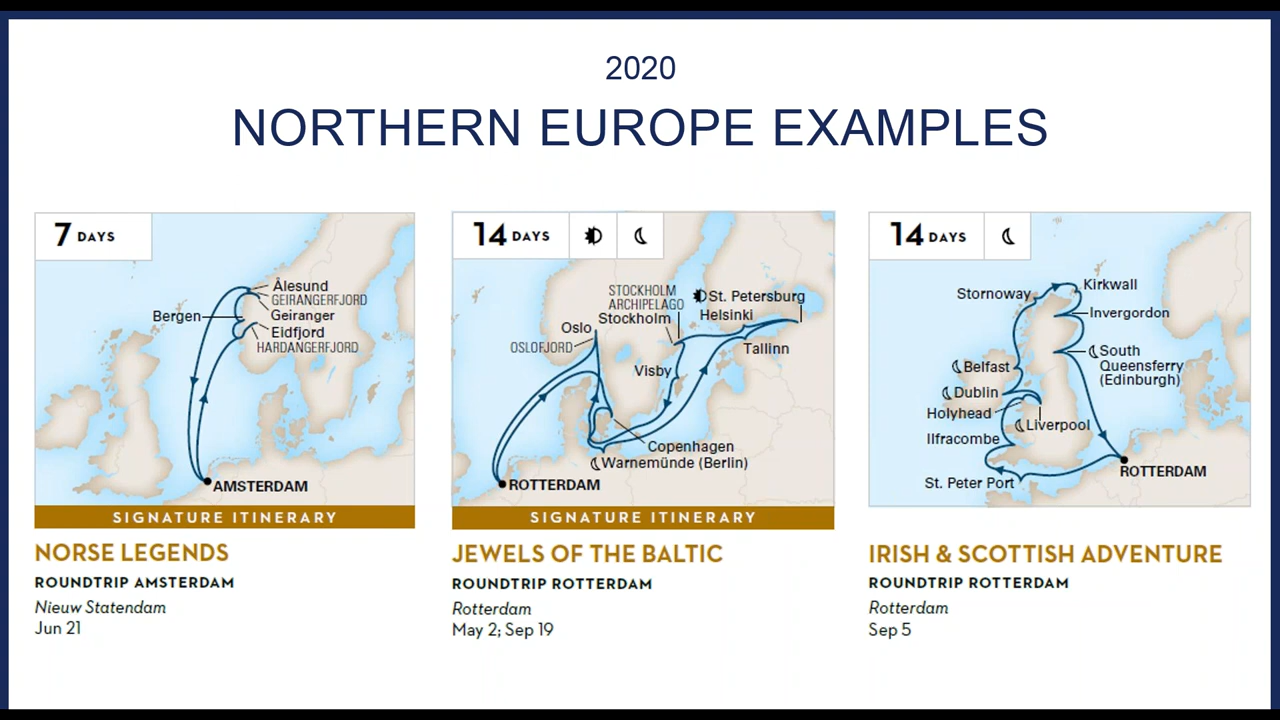 2020
NORTHERN EUROPE EXAMPLES
7 DAYS
Ålesund
GEIRANGERFJORD
Geiranger
Bergen
Eidfjord
HARDANGERFJORD
AMSTERDAM
SIGNATURE ITINERARY
NORSE LEGENDS
ROUNDTRIP AMSTERDAM
Nieuw Statendam
Jun 21
14 DAYS
STOCKHOLM
ARCHIPELAGO
St. Petersburg
Stockholm
Helsinki
Oslo
OSLOFJORD
Tallinn
Visby
Copenhagen
Warnemünde (Berlin)
ROTTERDAM
SIGNATURE ITINERARY
JEWELS OF THE BALTIC
ROUNDTRIP ROTTERDAM
Rotterdam
May 2; Sep 19
14 DAYS
Kirkwall
Stornoway
Invergordon
South
Queensferry
(Edinburgh)
Belfast
Dublin
Holyhead
Liverpool
Ilfracombe
ROTTERDAM
St. Peter Port
IRISH & SCOTTISH ADVENTURE
ROUNDTRIP ROTTERDAM
Rotterdam
Sep 5